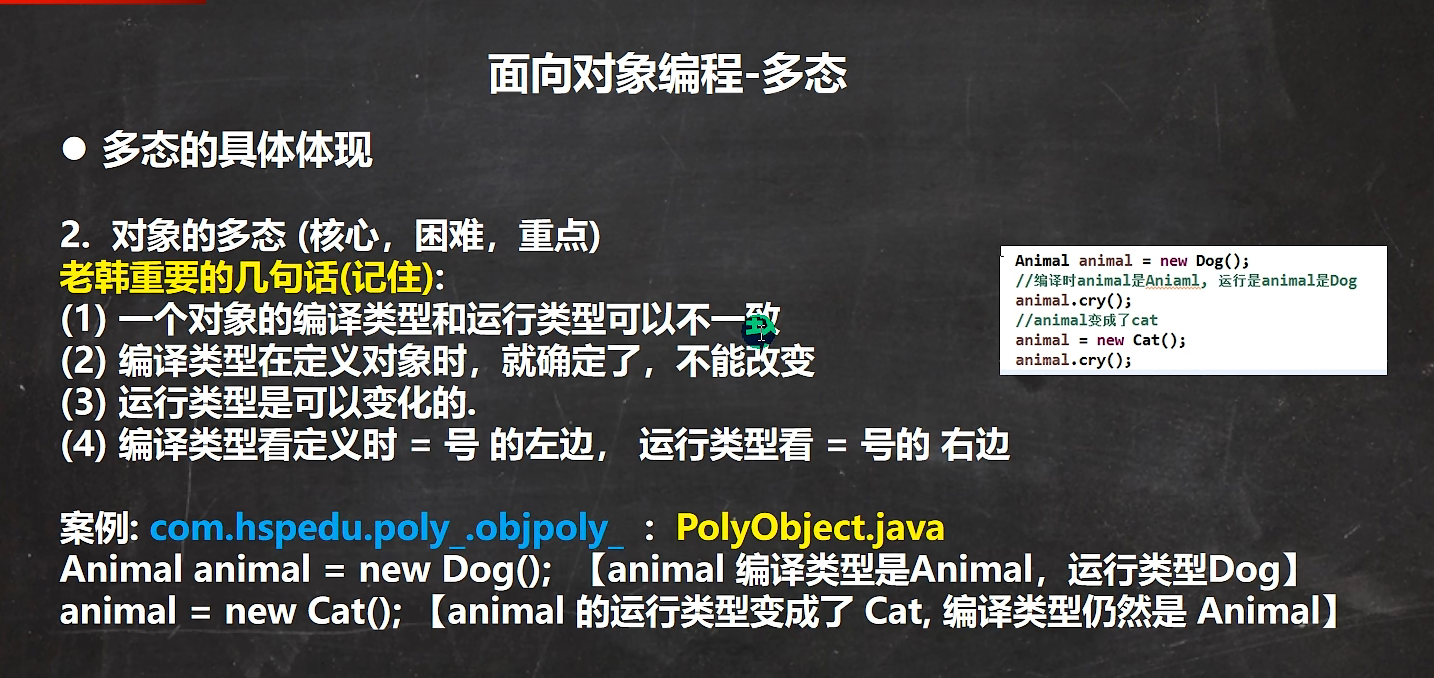 面向对象编程-多态
● 多态的具体体现
2. 对象的多态 (核心，困难，重点)
老韩重要的几句话(记住):
(1) 一个对象的编译类型和运行类型可以不一致
(2) 编译类型在定义对象时，就确定了，不能改变
(3) 运行类型是可以变化的.
(4) 编译类型看定义时 = 号 的左边， 运行类型看 = 号的 右边
案例: com.hspedu.poly_.objpoly_ : PolyObject.java
Animal animal = new Dog(); 【animal 编译类型是Animal，运行类型Dog】
animal = new Cat(); 【animal 的运行类型变成了 Cat, 编译类型仍然是 Animal】
Animal animal = new Dog();
//编译时animal是Aniaml, 运行是animal是Dog
animal.cry();
//animal变成了cat
animal = new Cat();
animal.cry();